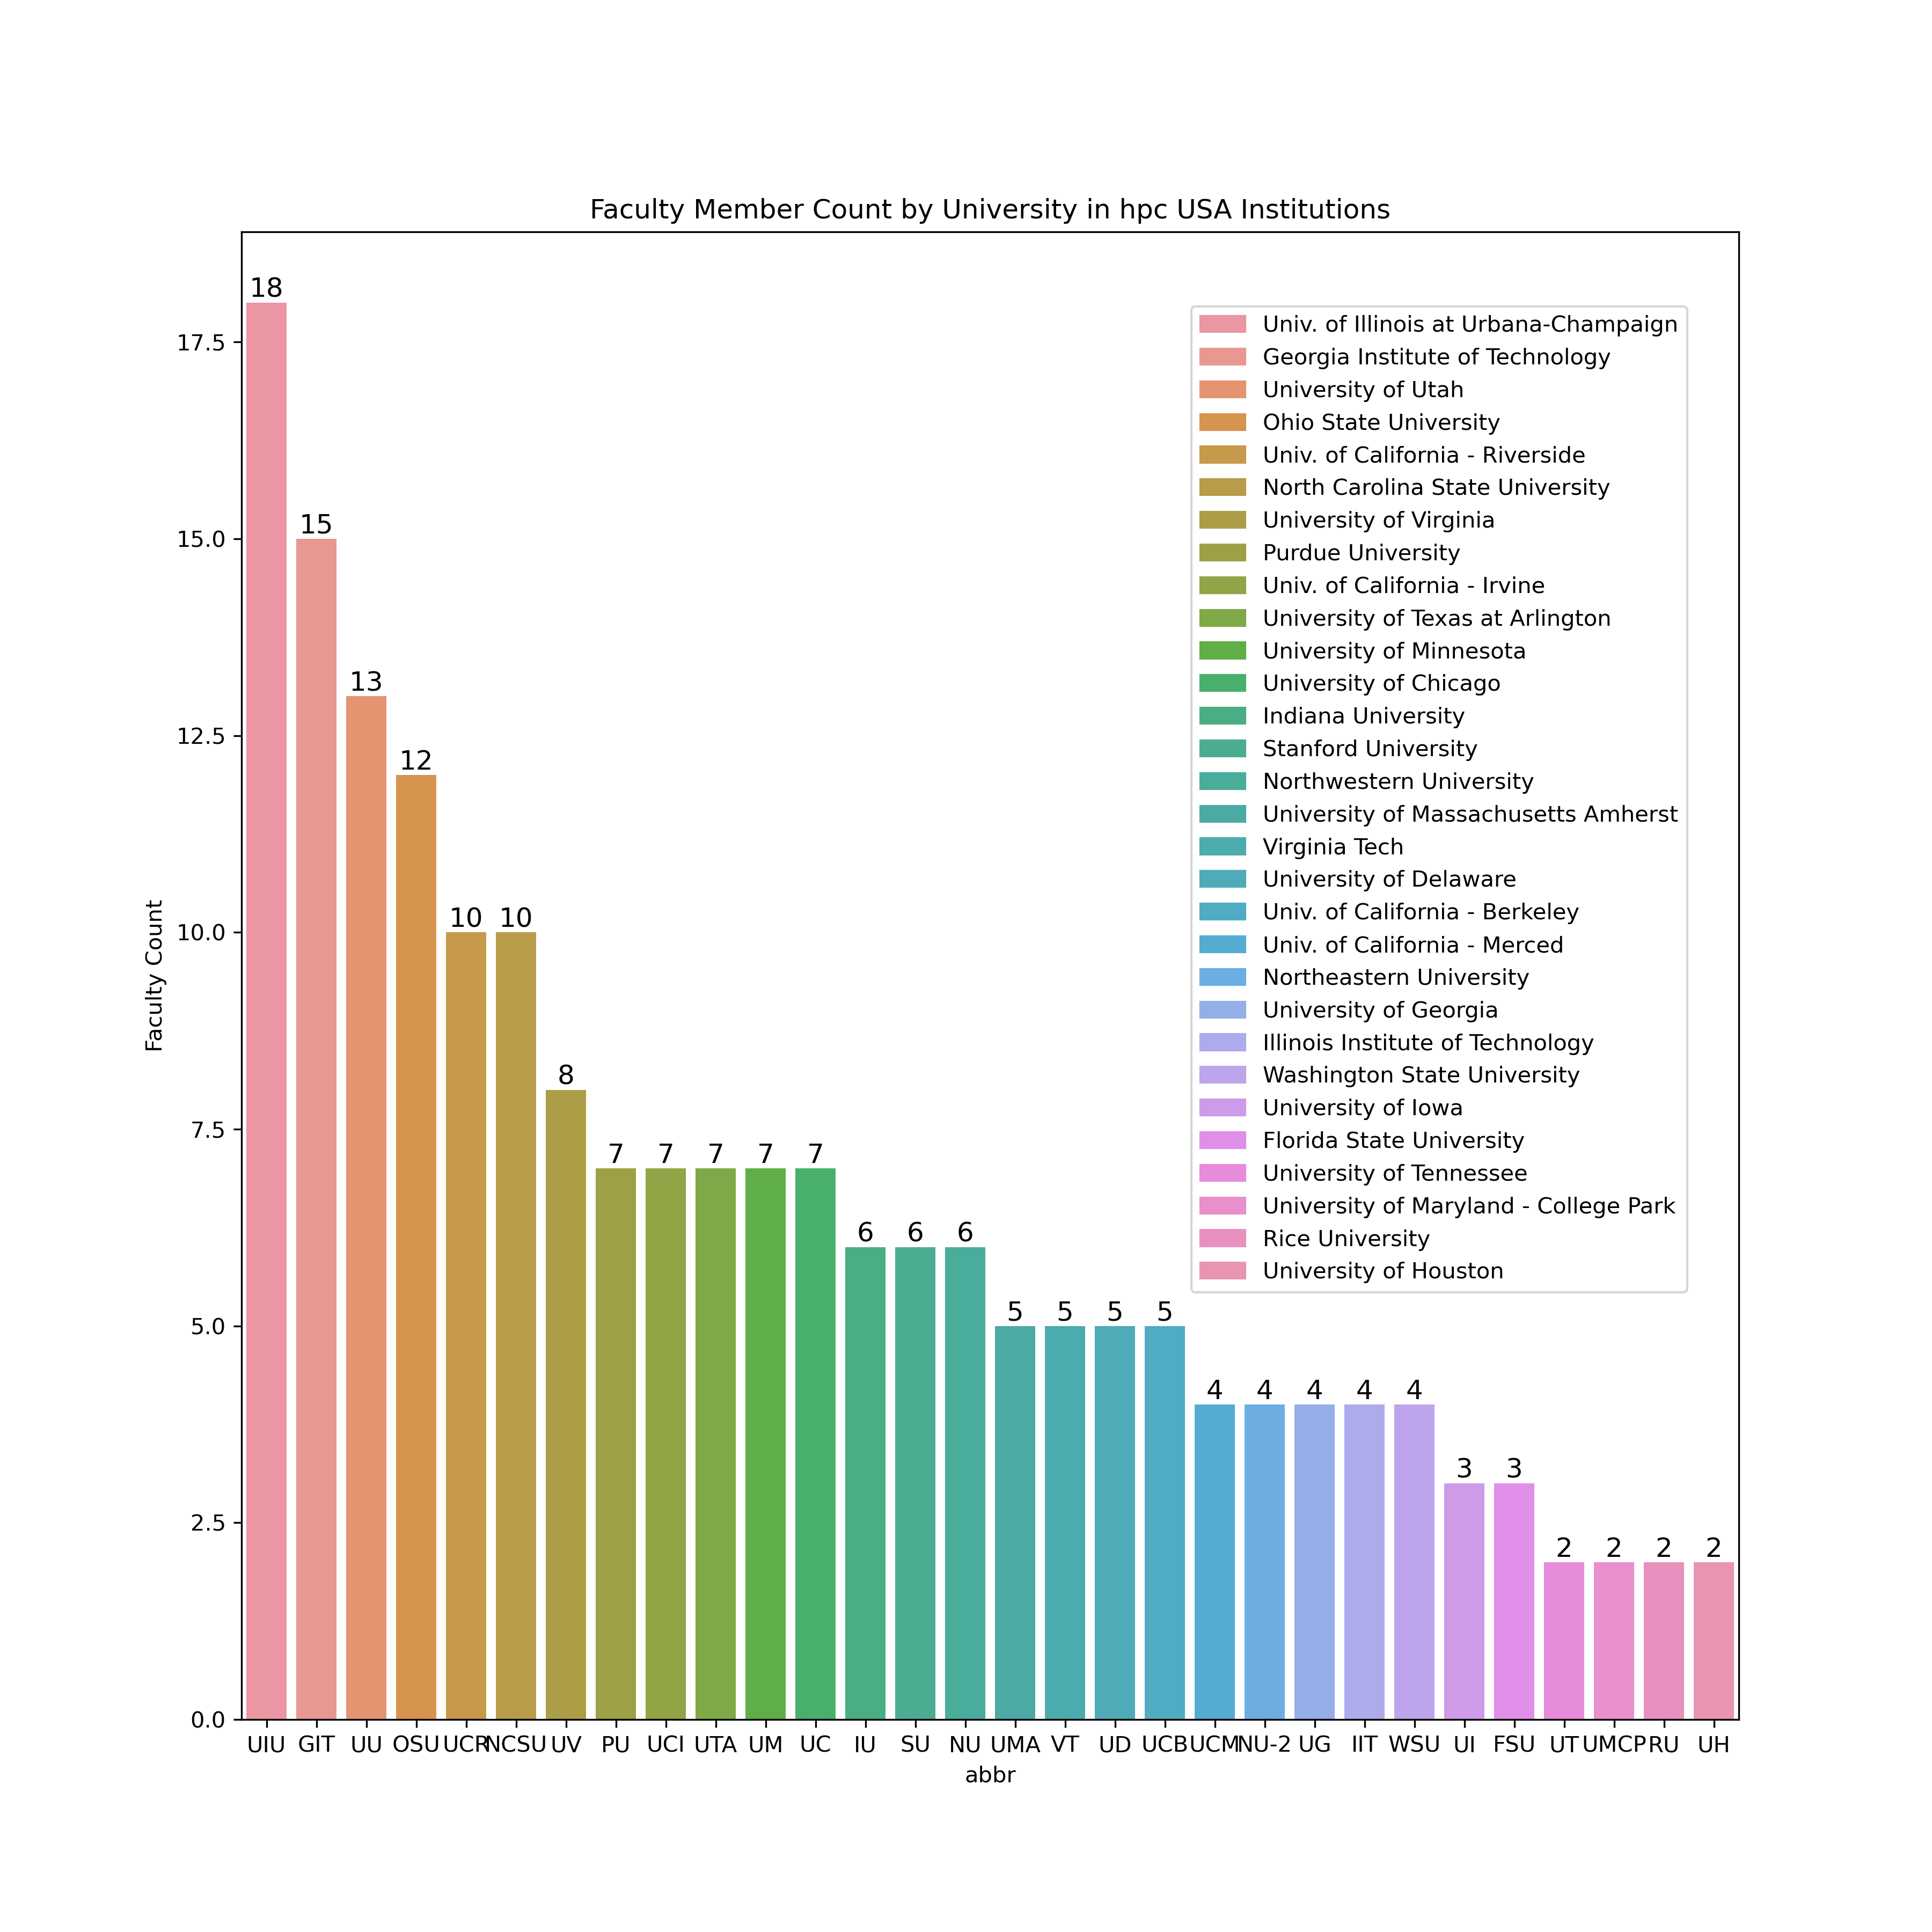 Faculty Member Count by University in hpc USA Institutions
18
15
13
12
10 10
8
7 7 7 7 7
6 6 6
5 5 5 5
4 4 4 4 4
3 3
2 2 2 2
Univ. of Illinois at Urbana-Champaign
Georgia Institute of Technology
University of Utah
Ohio State University
Univ. of California - Riverside
North Carolina State University
University of Virginia
Purdue University
Univ. of California - Irvine
University of Texas at Arlington
University of Minnesota
University of Chicago
Indiana University
Stanford University
Northwestern University
University of Massachusetts Amherst
Virginia Tech
University of Delaware
Univ. of California - Berkeley
Univ. of California - Merced
Northeastern University
University of Georgia
Illinois Institute of Technology
Washington State University
University of Iowa
Florida State University
University of Tennessee
University of Maryland - College Park
Rice University
University of Houston
Faculty Count
17.5
15.0
12.5
10.0
7.5
5.0
2.5
0.0
UIU GIT UU OSU UCR NCSU UV PU UCI UTA UM UC IU SU NU UMA VT UD UCB UCM NU-2 UG IIT WSU UI FSU UT UMCP RU UH
abbr